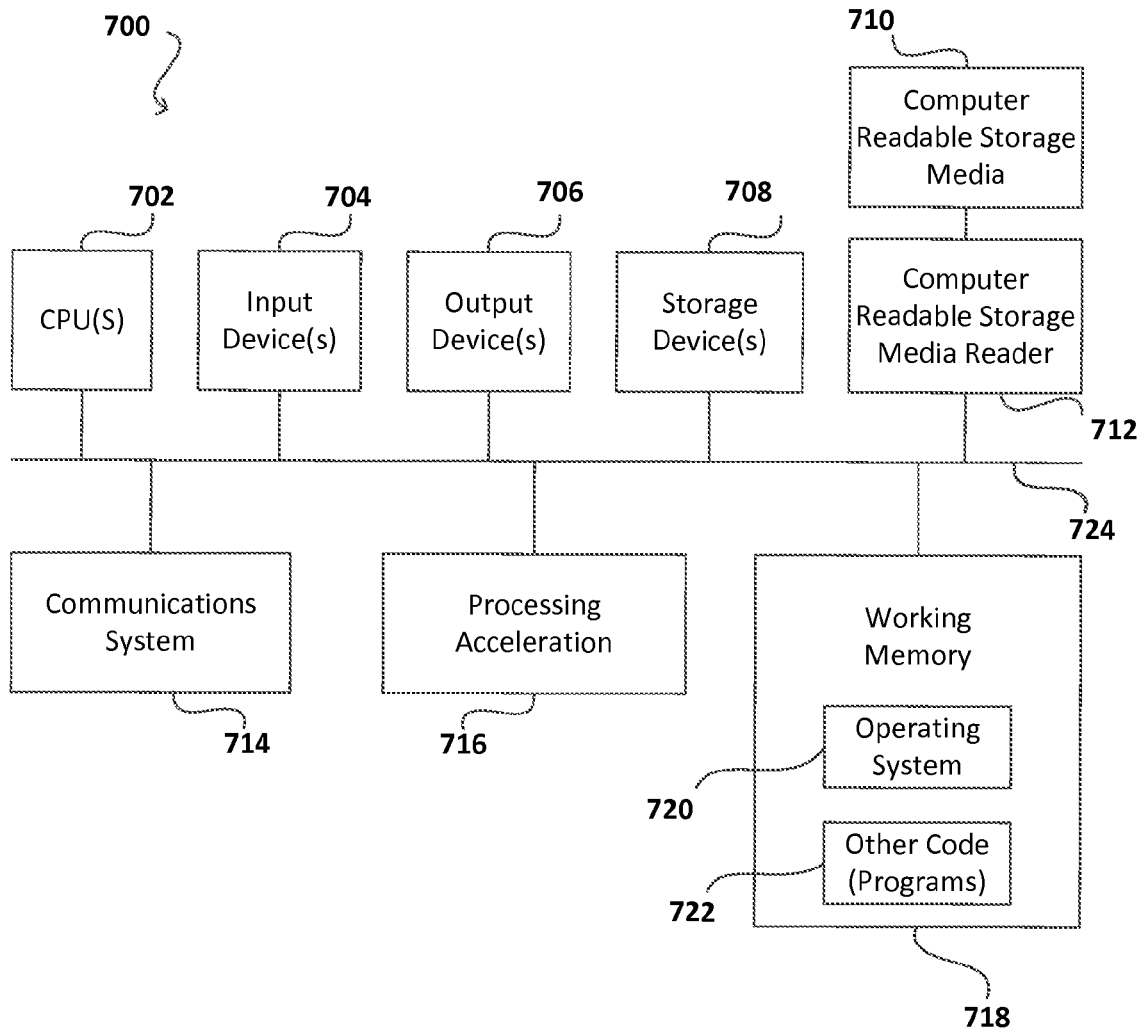 700
710
Computer
Readable Storage
Media
702
704
706
708
CPU(S)
Input
Device(s)
Output
Device(s)
Storage
Device(s)
Computer
Readable Storage
Media Reader
712
724
Communications
System
714
Processing
Acceleration
716
Working
Memory
Operating
System
720
Other Code
(Programs)
722
718